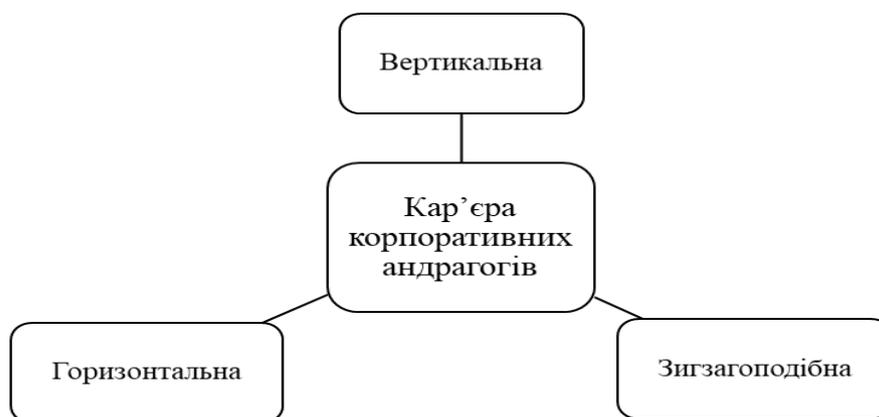 Вертикальна
Кар’єра
корпоративних
андрагогів
Горизонтальна
Зигзагоподібна